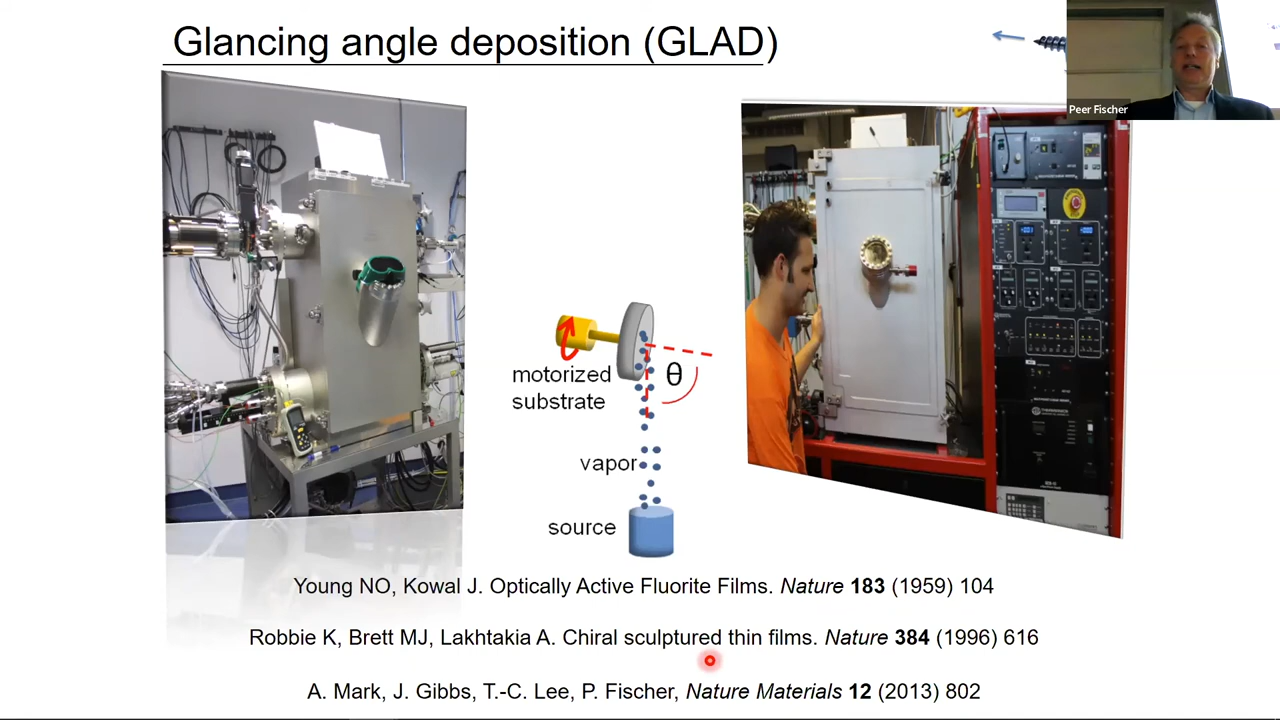 Glancing angle deposition (GLAD)
Peer Fischer
motorized
substrate
θ
vapor
source
Young NO, Kowal J. Optically Active Fluorite Films. Nature 183 (1959) 104
Robbie K, Brett MJ, Lakhtakia A. Chiral sculptured thin films. Nature 384 (1996) 616
A. Mark, J. Gibbs, T.-C. Lee, P. Fischer, Nature Materials 12 (2013) 802